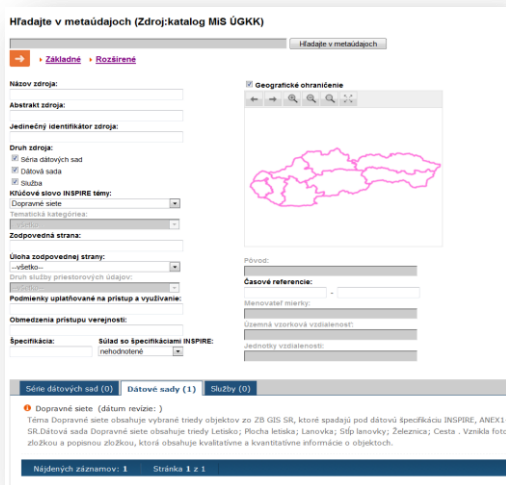 Hľadajte v metaúdajoch (Zdroj:katalog MiS ÚGKK)
Hľadajte v metaúdajoch
Základné Rozšírené
Názov zdroja:
Abstrakt zdroja:
Jedinečný identifikátor zdroja:
Druh zdroja:
Séria dátových sad
Dátová sada
Služba
Kľúčové slovo INSPIRE témy:
Dopravné siete
Tematická kategóriea:
--všetko--
Zodpovedná strana:
Úloha zodpovednej strany:
--všetko--
Druh služby priestorových údajov:
--všetko--
Podmienky uplatňované na prístup a využívanie:
Obmedzenia prístupu verejnosti:
Špecifikácia: Súlad so špecifikáciami INSPIRE:
nehodnotené
Geografické ohraničenie
Pôvod:
Časové referencie:
-
Menovateľ mierky:
Územná vzorková vzdialenosť:
Jednotky vzdialenosti:
Série dátových sad (0) Dátové sady (1) Služby (0)
Dopravné siete (dátum revízie: )
Téma Dopravné siete obsahuje vybrané triedy objektov zo ZB GIS SR, ktoré spadajú pod dátovú špecifikáciu INSPIRE, ANEX1
SR.Dátová sada Dopravné siete obsahuje triedy Letisko; Plocha letiska; Lanovka; Stĺp lanovky; Železnica; Cesta . Vznikla foto
zložkou a popisnou zložkou, ktorá obsahuje kvalitatívne a kvantitatívne informácie o objektoch.
Nájdených záznamov: 1 Stránka 1 z 1